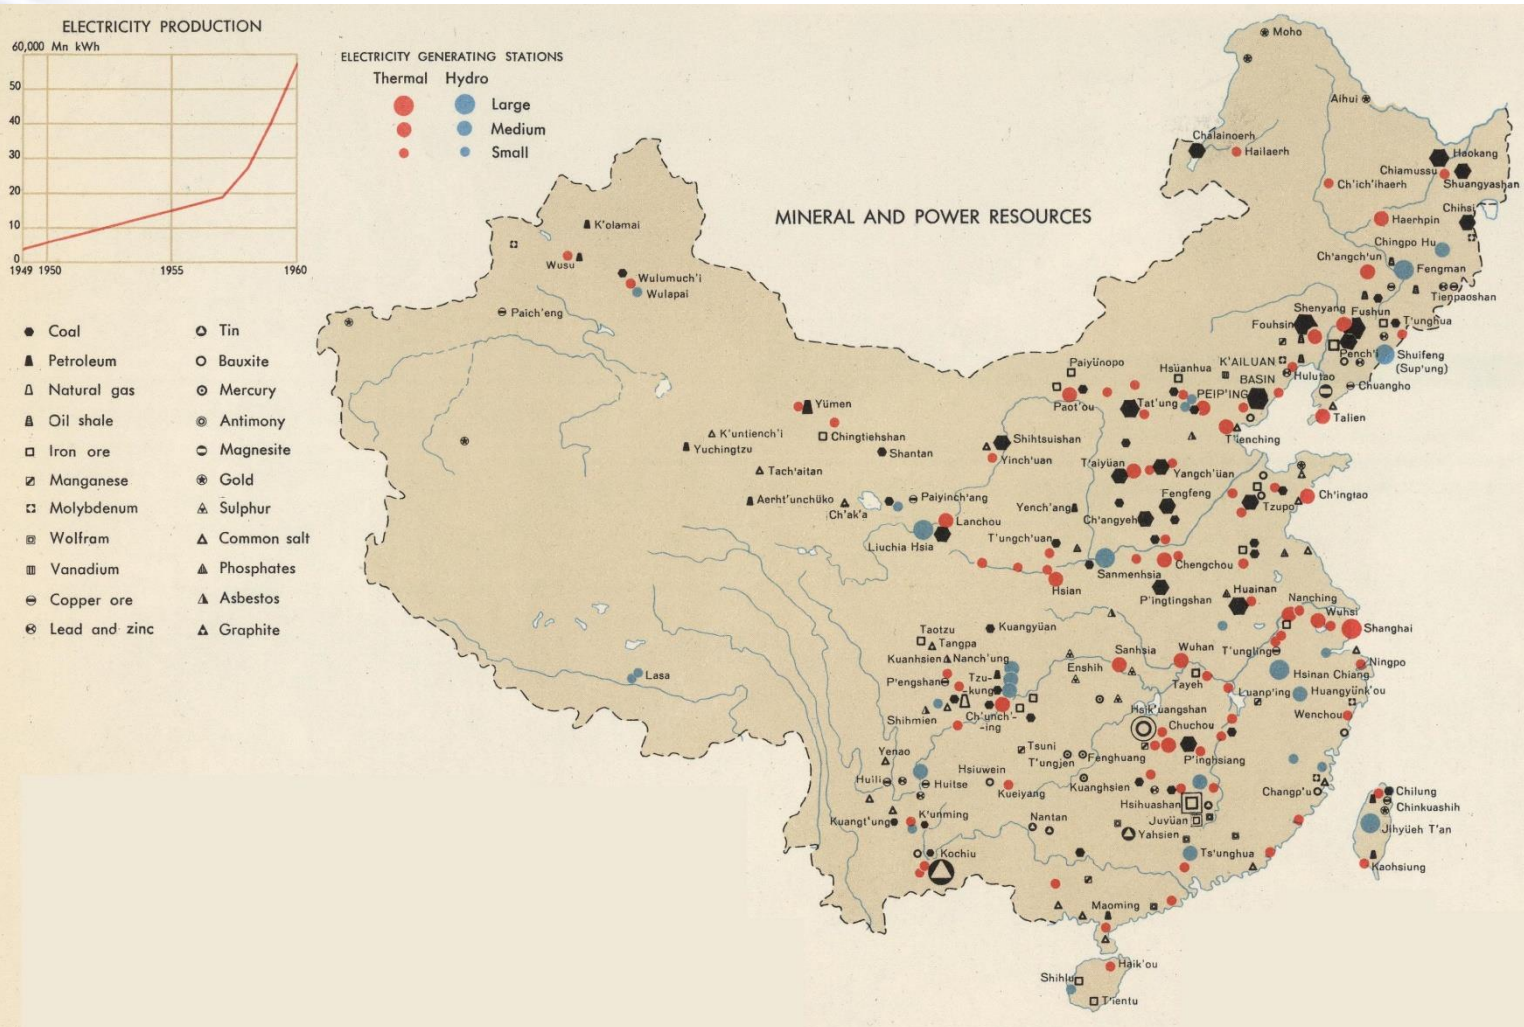 ELECTRICITY PRODUCTION
60,000 Mn kWh
50
40
30
20
10
0
1949 1950 1955 1960
ELECTRICITY GENERATING STATIONS
Thermal Hydro
Large
Medium
Small
MINERAL AND POWER RESOURCES
Coal
Petroleum
Natural gas
Oil shale
Iron ore
Manganese
Molybdenum
Wolfram
Vanadium
Copper ore
Lead and zinc
Tin
Bauxite
Mercury
Antimony
Magnesite
Gold
Sulphur
Common salt
Phosphates
Asbestos
Graphite
Moho
Aihui
Chalainoerh
Hailaerh
Haokang
Chiamussu
Shuangyashan
Ch'ich'ihaerh
Chihsi
Haerhpin
Chingpo Hu
Ch'angch'un
Fengman
Tienpaoshan
Shenyang
Fushun
Fouhsin
T'unghua
Pench'i
Shuifeng
(Sup'ung)
K'AILUAN
BASIN
Hulutao
Chuangho
Talien
K'olamai
Wusu
Wulumuch'i
Wulapai
Paich'eng
Paiyünopo
Hsüanhua
PEIP'ING
Paot'ou
Tat'ung
T'ienching
Yümen
K'untiench'i
Chingtiehshan
Yuchingtzu
Shantan
Tach'aitan
Shihtsuishan
Yinch'uan
T'aiyüan
Yangch'üan
Aerht'unchüko
Ch'ak'a
Paiyinch'ang
Yench'ang
Fengfeng
Ch'angyeh
Tzupo
Ch'ingtao
Lanchou
Liuchia Hsia
T'ungch'uan
Sanmenhsia
Chengchou
Hsian
P'ingtingshan
Huainan
Nanching
Wuhsi
Shanghai
Taotzu
Tangpa
Kuangyüan
Kuanhsien
Nanch'ung
P'engshan
Tzu-
-kung
Enshih
Sanhsia
Wuhan
T'ungling
Ningpo
Hsinan Chiang
Tayeh
Luanp'ing
Huangyünk'ou
Lasa
Shihmien
Ch'unch'-
-ing
Hsik'uangshan
Chuchou
Wenchou
Yenao
Tsuni
T'ungjen
Fenghuang
P'inghsiang
Huili
Huitse
Hsiuwein
Kueiyang
Kuanghsien
Changp'u
Chilung
Chinkuashih
Hsihuashan
Juvüan
Kuangt'ung
K'unming
Nantan
Yahsien
Jihyüeh T'an
Kochiu
Ts'unghua
Kaohsiung
Maoming
Haik'ou
Shihlu
T'ientu